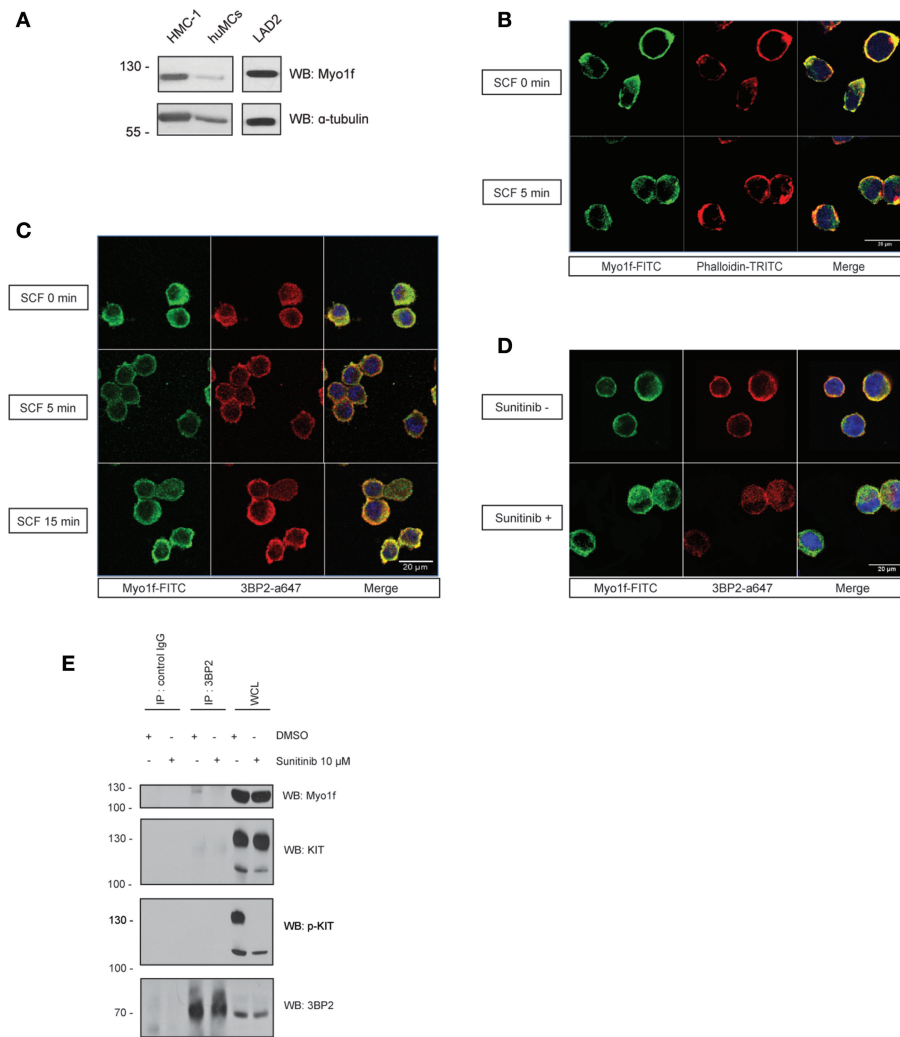 A
HMC-1
huMCs
LAD2
130 -
WB: Myo1f
WB: α-tubulin
55 -
B
SCF 0 min
SCF 5 min
20 μm
Myo1f-FITC
Phalloidin-TRITC
Merge
C
SCF 0 min
SCF 5 min
SCF 15 min
20 μm
Myo1f-FITC
3BP2-a647
Merge
D
Sunitinib -
Sunitinib +
20 μm
Myo1f-FITC
3BP2-a647
Merge
E
IP : control IgG
IP : 3BP2
WCL
+ - + - + - DMSO
- + - + - + Sunitinib 10 μM
130 -
100 -
WB: Myo1f
130 -
WB: KIT
100 -
130 -
WB: p-KIT
100 -
70 -
WB: 3BP2